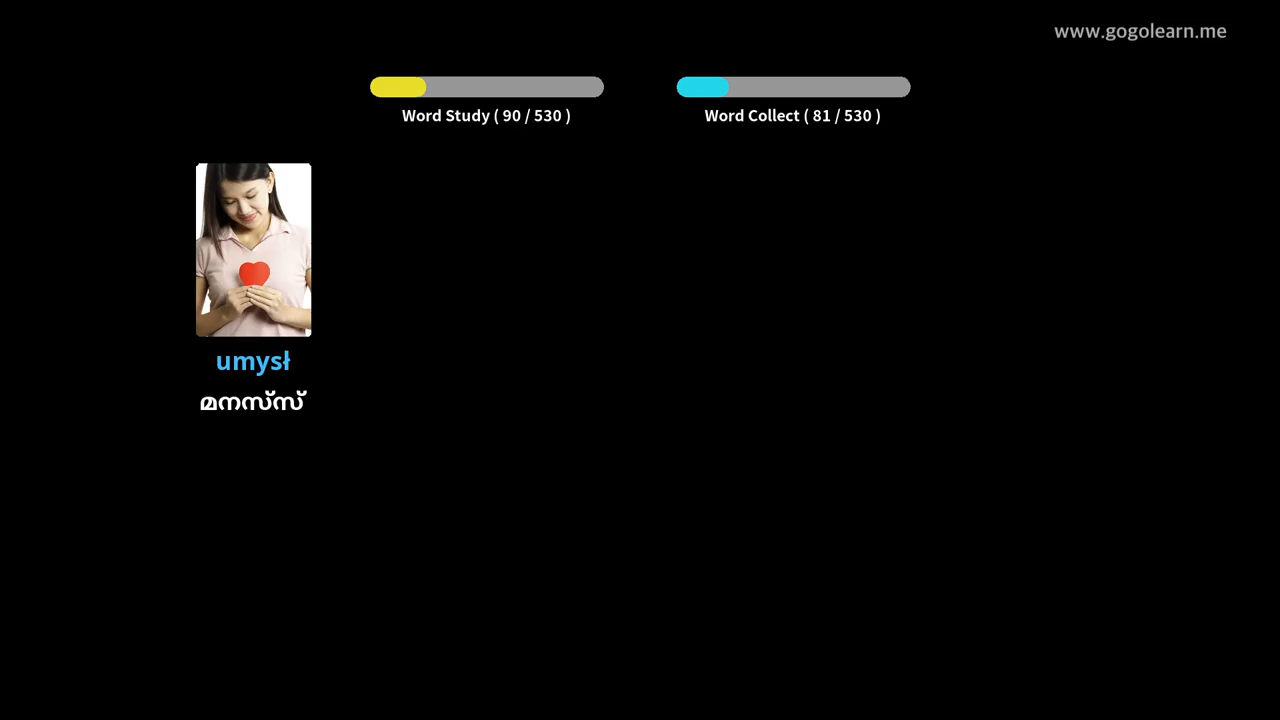 www.gogolearn.me
Word Study ( 90 / 530 )
Word Collect ( 81 / 530 )
umysł
മനസ്സ്